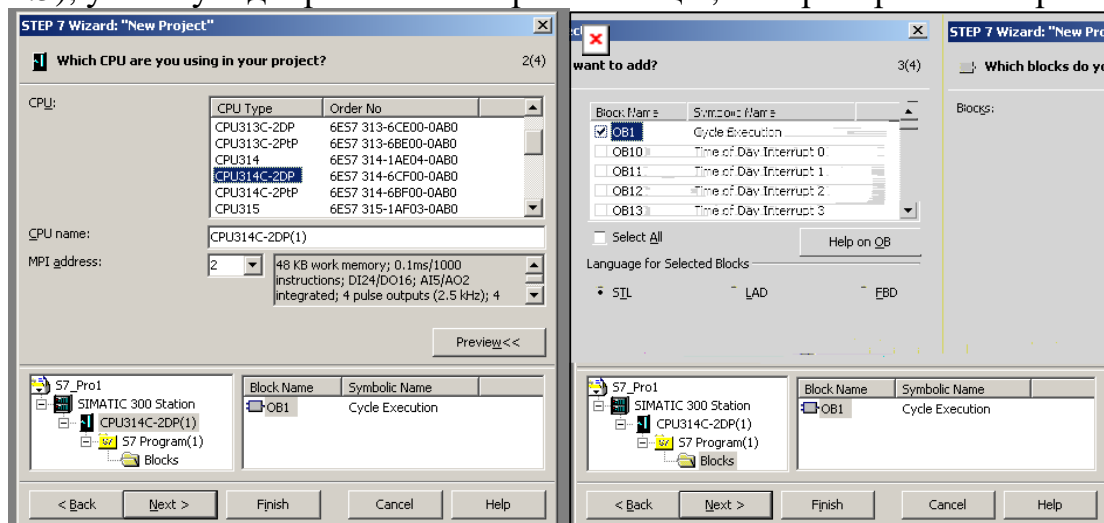 STEP 7 Wizard: "New Project"
Which CPU are you using in your project?
2(4)
CPU:
CPU Type Order No
CPU313C-2DP 6ES7 313-6CE00-0AB0
CPU313C-2PtP 6ES7 313-6BE00-0AB0
CPU314 6ES7 314-1AE04-0AB0
CPU314C-2DP 6ES7 314-6CF00-0AB0
CPU314C-2PtP 6ES7 314-6BF00-0AB0
CPU315 6ES7 315-1AF03-0AB0
CPU name:
CPU314C-2DP(1)
MPI address:
2
48 KB work memory; 0.1ms/1000
instructions; DI24/DO16; AI5/AO2
integrated; 4 pulse outputs (2.5 kHz); 4
Preview<<
S7_Pro1
SIMATIC 300 Station
CPU314C-2DP(1)
S7 Program(1)
Blocks
Block Name Symbolic Name
OB1 Cycle Execution
< Back Next > Finish Cancel Help
want to add?
3(4)
Block Name Symbolic Name
OB1 Cycle Execution
OB10 Time of Day Interrupt 0
OB11 Time of Day Interrupt 1
OB12 Time of Day Interrupt 2
OB13 Time of Day Interrupt 3
Select All
Help on OB
Language for Selected Blocks
STL LAD FBD
STEP 7 Wizard: "New Pro
Which blocks do yo
Blocks:
S7_Pro1
SIMATIC 300 Station
CPU314C-2DP(1)
S7 Program(1)
Blocks
Block Name Symbolic Name
OB1 Cycle Execution
< Back Next > Finish Cancel Help